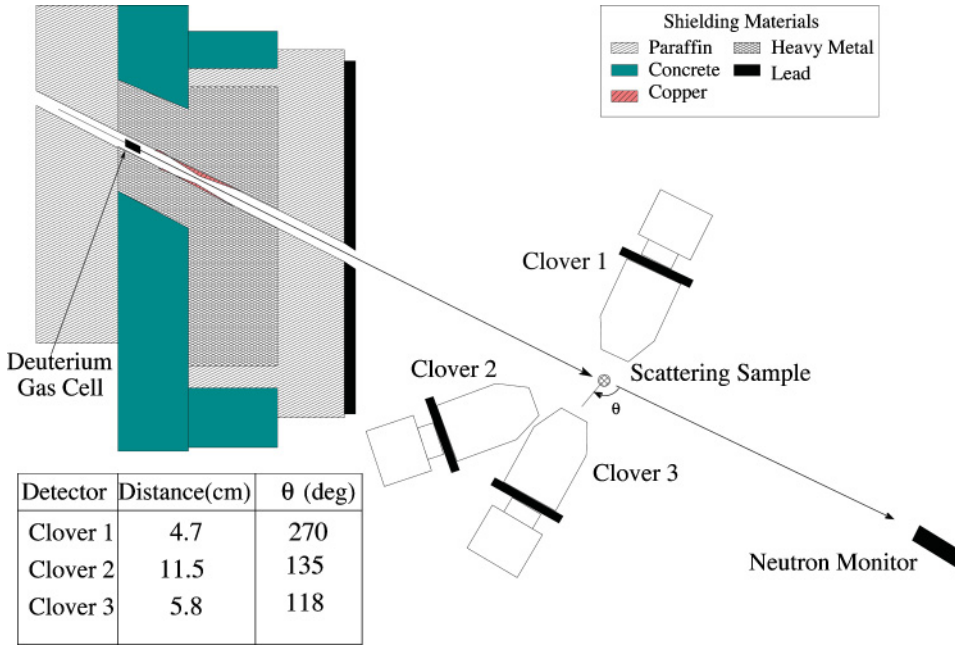 Shielding Materials
Paraffin
Heavy Metal
Concrete
Lead
Copper
Clover 1
Deuterium
Gas Cell
Clover 2
Scattering Sample
θ
Clover 3
Neutron Monitor
Detector Distance(cm) θ (deg)
Clover 1 4.7 270
Clover 2 11.5 135
Clover 3 5.8 118